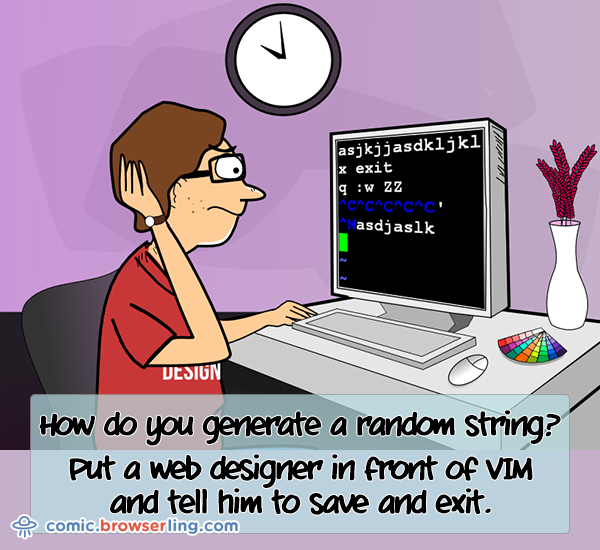 asjkjjasdkljkl
x exit
q :w ZZ
^C^C^C^C^C'
^Masdjaslk
~
~
DESIGN
How do you generate a random string?
Put a web designer in front of VIM
and tell him to save and exit.
comic.browserling.com